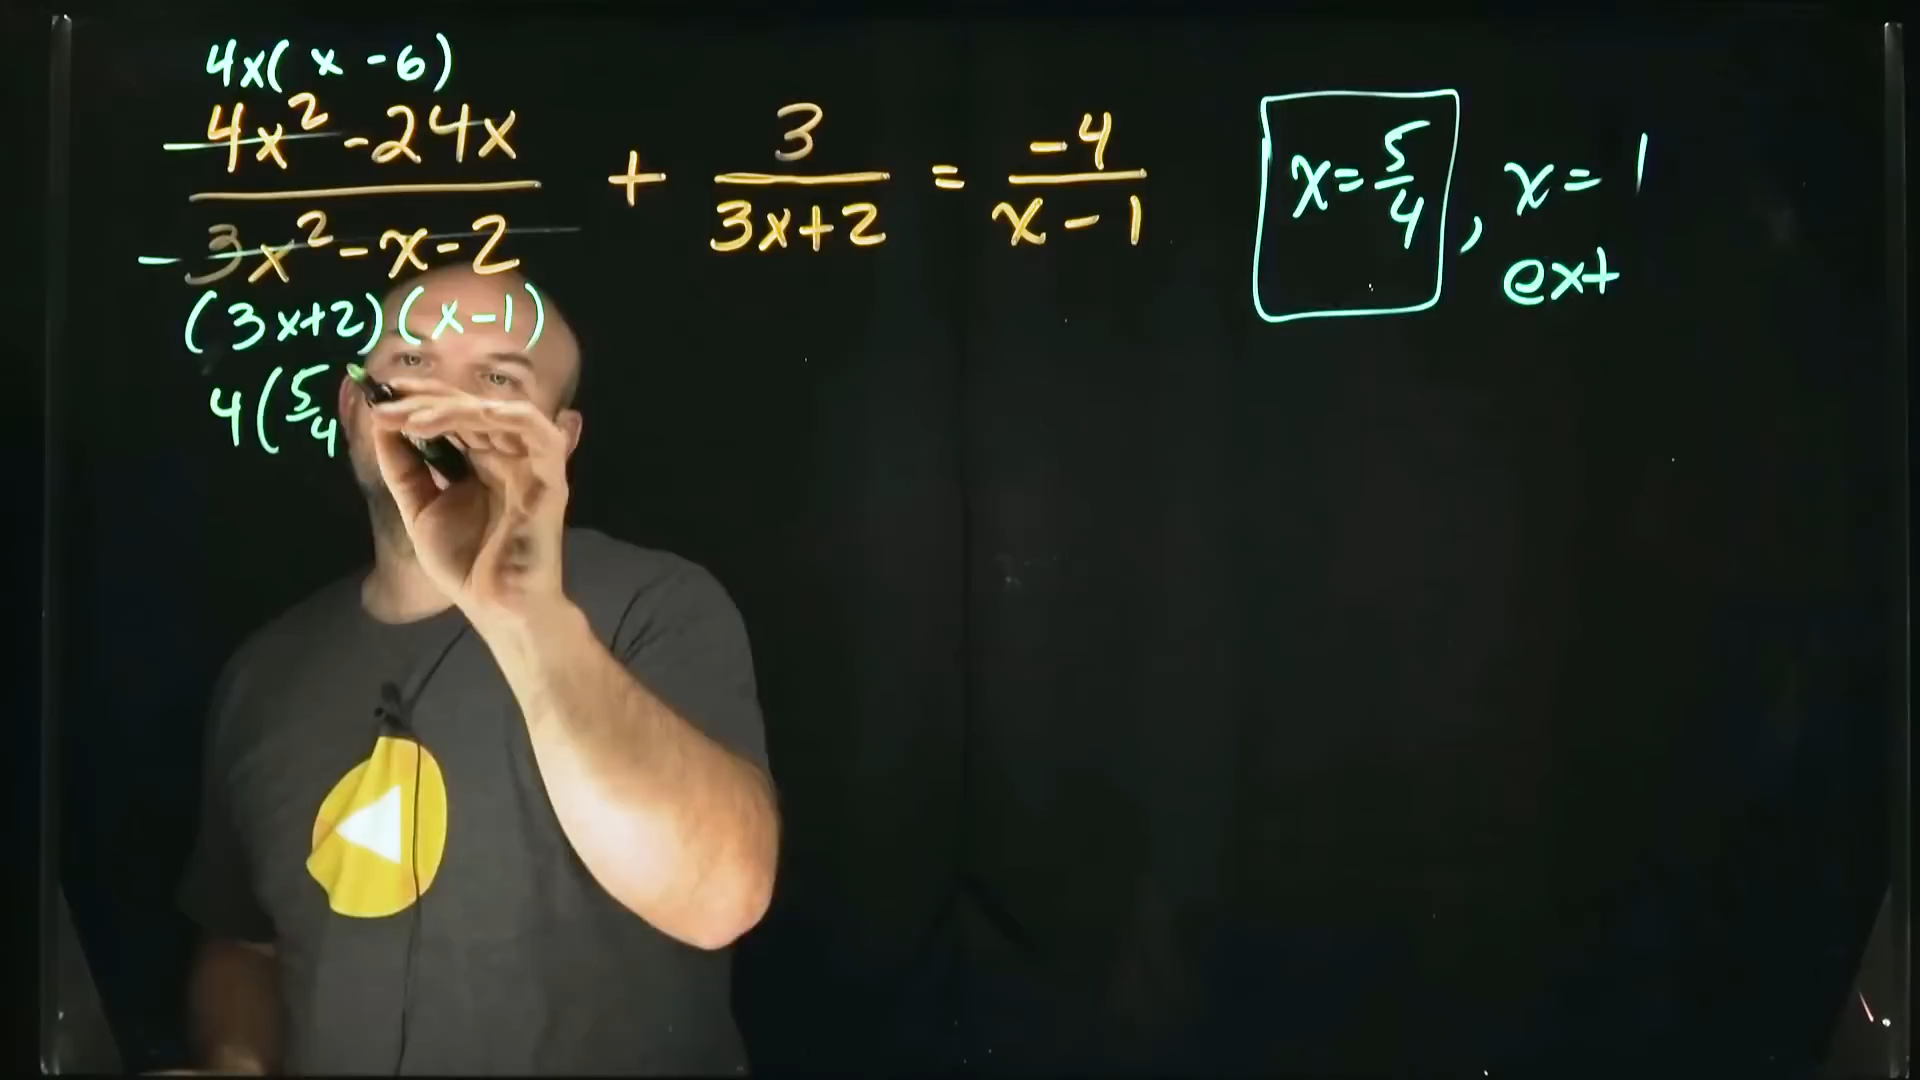 4x(x-6)
4x²-24x / 3x²-x-2 + 3 / 3x+2 = -4 / x-1
x=5/4, x=1
ext
(3x+2)(x-1)
4(5/4